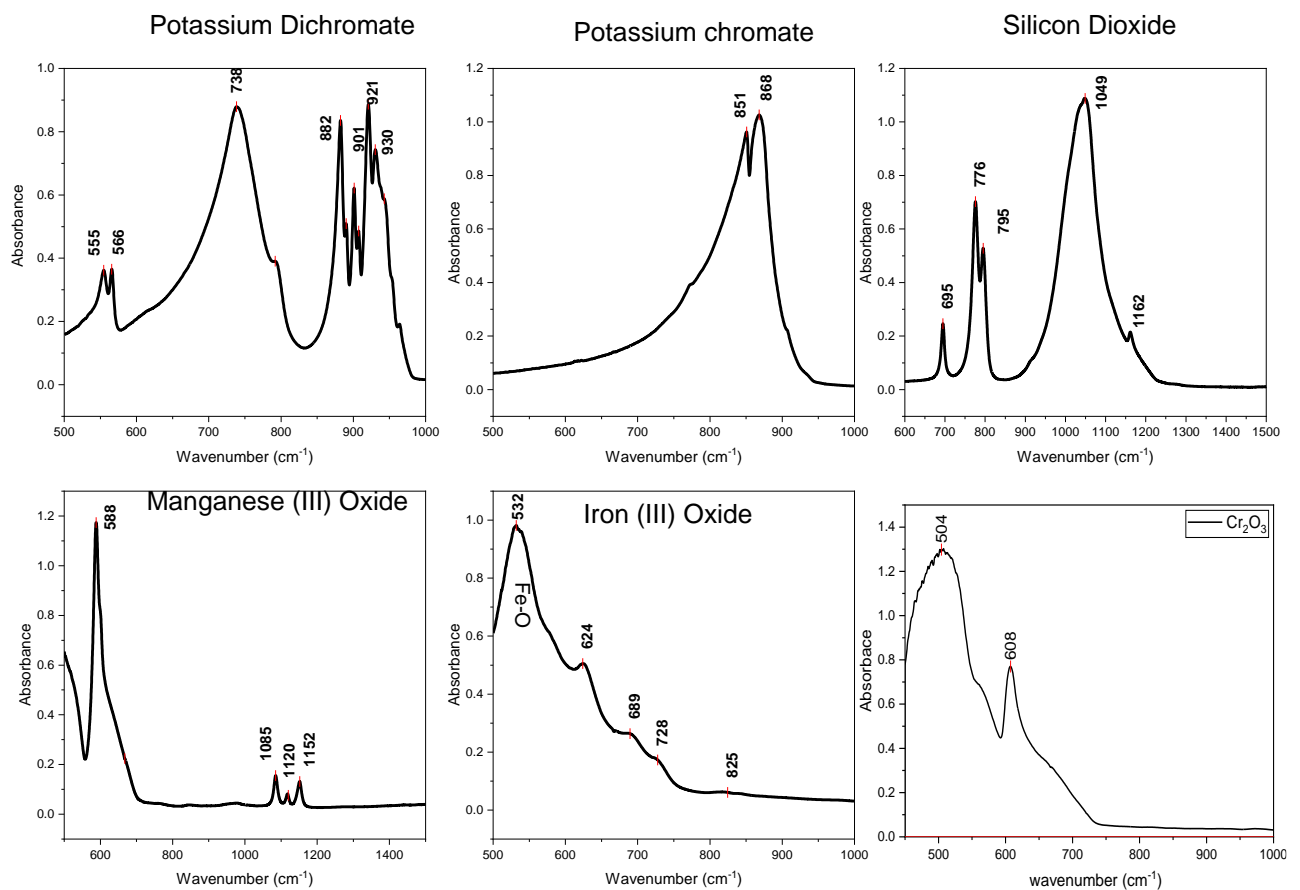 Potassium Dichromate
738
921
882
901
930
555
566
1.0
0.8
0.6
0.4
0.2
0.0
Absorbance
500 600 700 800 900 1000
Wavenumber (cm⁻¹)
Potassium chromate
851
868
1.2
1.0
0.8
0.6
0.4
0.2
0.0
Absorbance
500 600 700 800 900 1000
Wavenumber (cm⁻¹)
Silicon Dioxide
1049
776
795
695
1162
1.2
1.0
0.8
0.6
0.4
0.2
0.0
Absorbance
600 700 800 900 1000 1100 1200 1300 1400 1500
Wavenumber (cm⁻¹)
Manganese (III) Oxide
588
1085
1120
1152
1.2
1.0
0.8
0.6
0.4
0.2
0.0
Absorbance
600 800 1000 1200 1400
Wavenumber (cm⁻¹)
Iron (III) Oxide
532
Fe-O
624
689
728
825
1.0
0.8
0.6
0.4
0.2
0.0
Absorbance
500 600 700 800 900 1000
Wavenumber (cm⁻¹)
Cr₂O₃
504
608
1.4
1.2
1.0
0.8
0.6
0.4
0.2
0.0
Absorbace
500 600 700 800 900 1000
wavenumber (cm⁻¹)